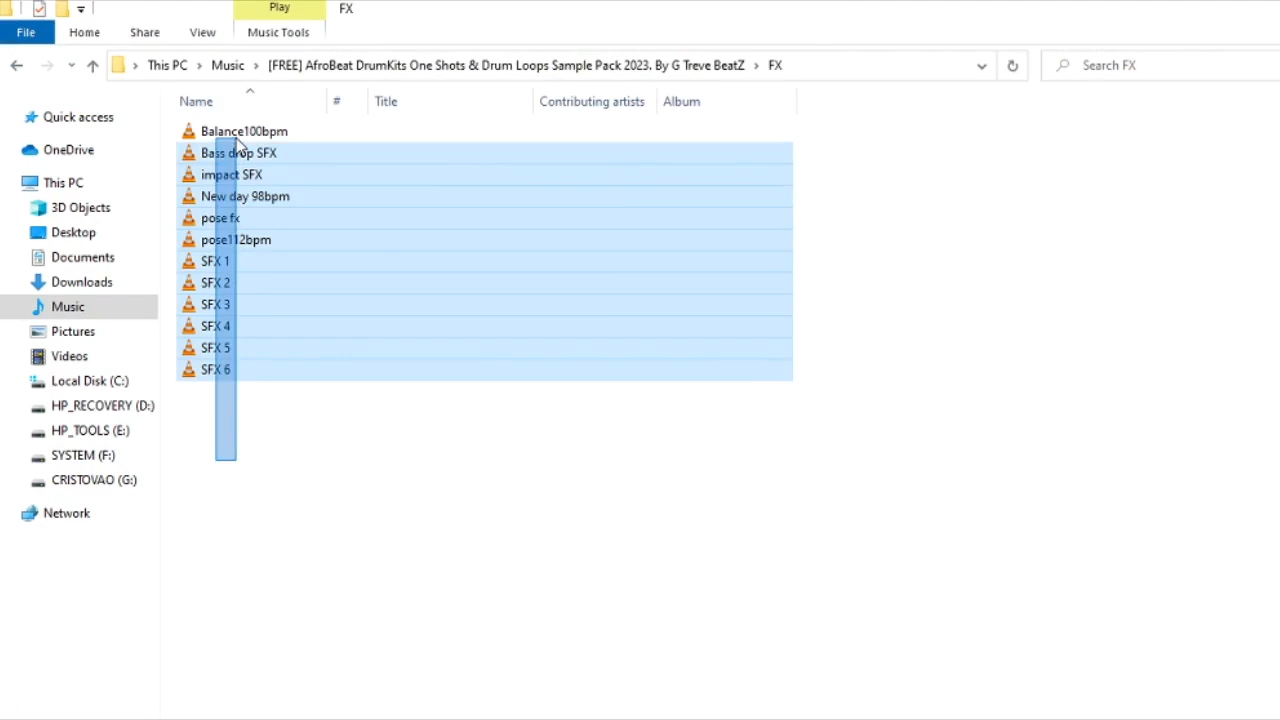 Play
FX
File
Home
Share
View
Music Tools
This PC
Music
[FREE] AfroBeat DrumKits One Shots & Drum Loops Sample Pack 2023. By G Treve BeatZ
FX
Search FX
Name
#
Title
Contributing artists
Album
Quick access
OneDrive
This PC
3D Objects
Desktop
Documents
Downloads
Music
Pictures
Videos
Local Disk (C:)
HP_RECOVERY (D:)
HP_TOOLS (E:)
SYSTEM (F:)
CRISTOVAO (G:)
Network
Balance100bpm
Bass drop SFX
impact SFX
New day 98bpm
pose fx
pose112bpm
SFX 1
SFX 2
SFX 3
SFX 4
SFX 5
SFX 6